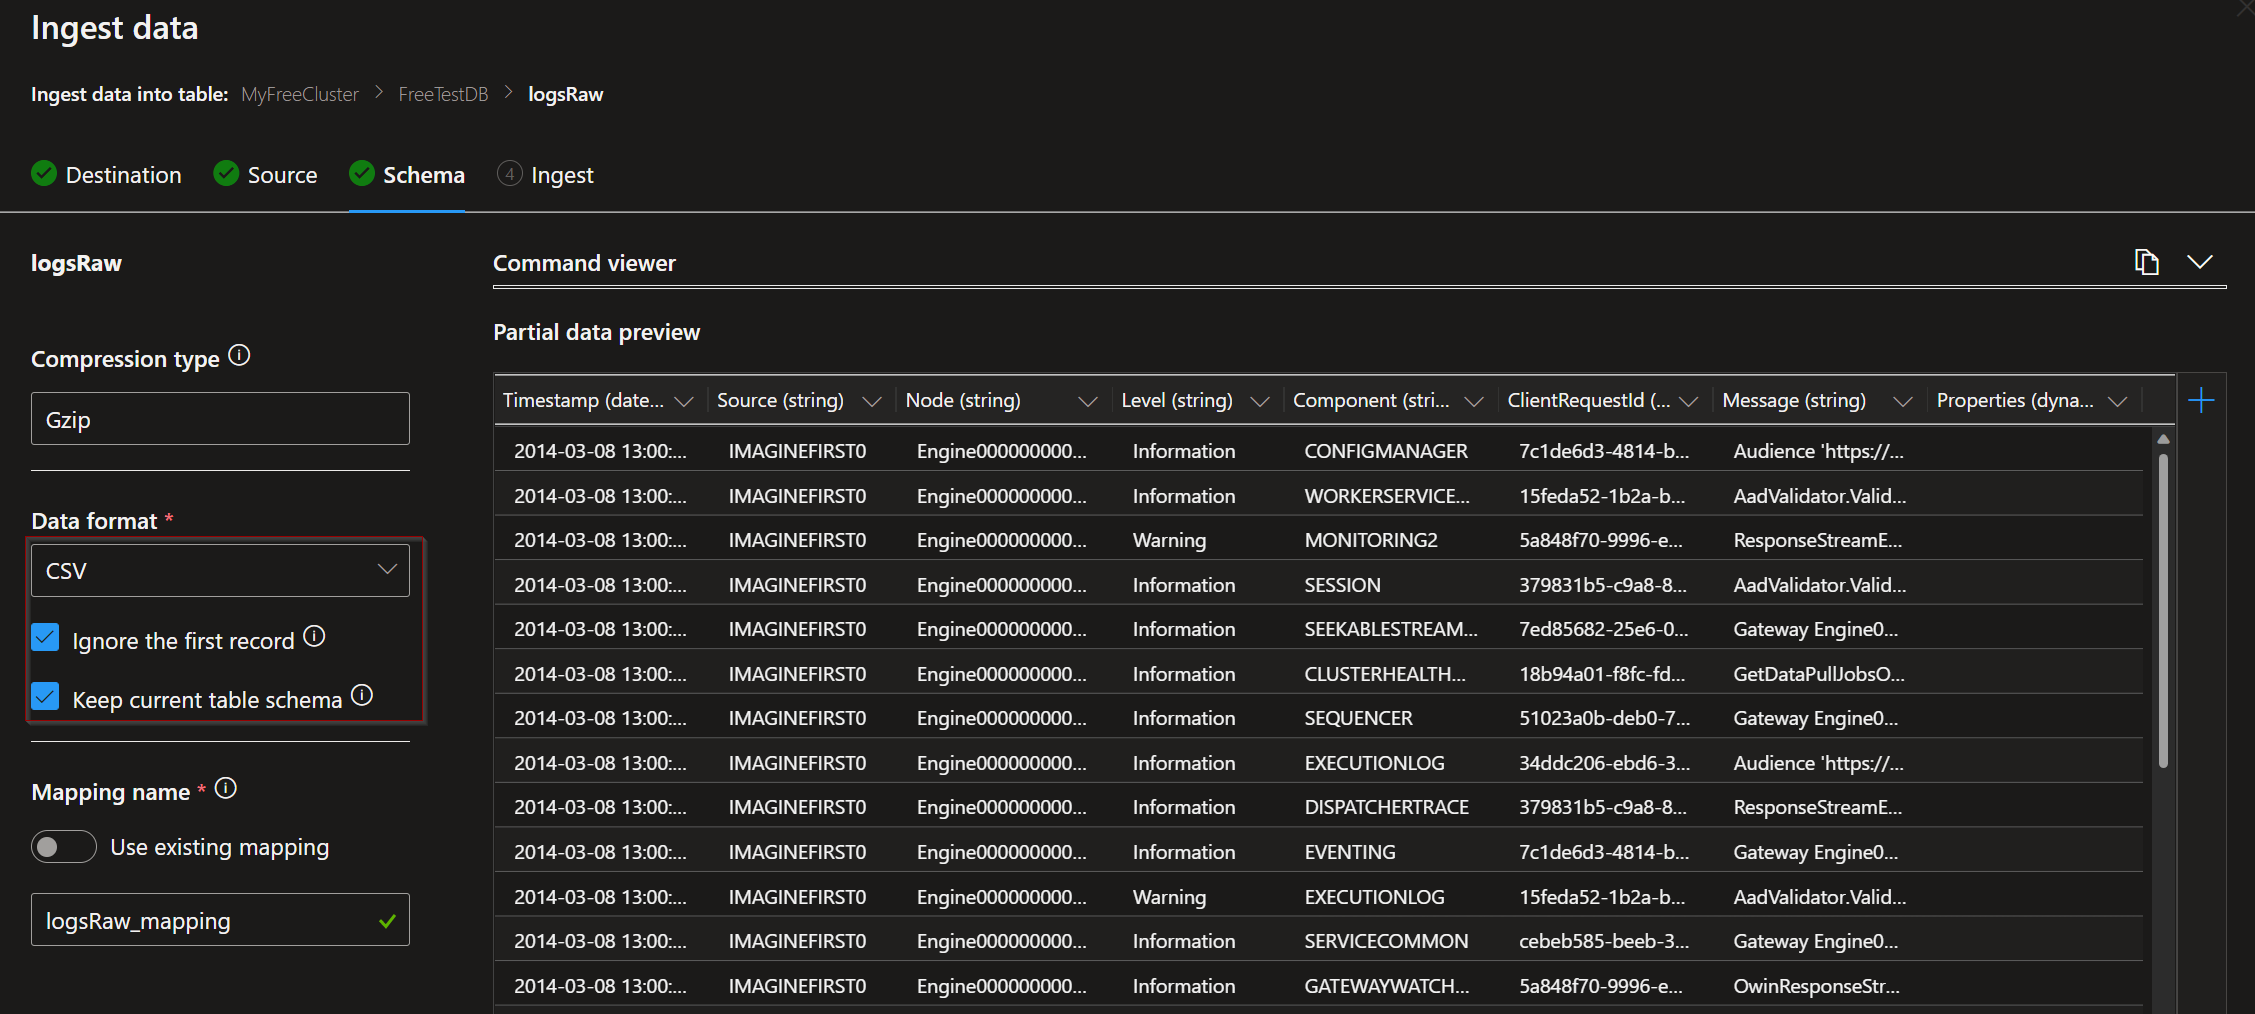 Ingest data
Ingest data into table: MyFreeCluster > FreeTestDB > logsRaw
Destination Source Schema 4 Ingest
logsRaw
Compression type
Gzip
Data format *
CSV
Ignore the first record
Keep current table schema
Mapping name *
Use existing mapping
logsRaw_mapping
Command viewer
Partial data preview
Timestamp (date... Source (string) Node (string) Level (string) Component (stri... ClientRequestId (... Message (string) Properties (dyna...
2014-03-08 13:00:... IMAGINEFIRST0 Engine000000000... Information CONFIGMANAGER 7c1de6d3-4814-b... Audience 'https://...
2014-03-08 13:00:... IMAGINEFIRST0 Engine000000000... Information WORKERSERVICE... 15feda52-1b2a-b... AadValidator.Valid...
2014-03-08 13:00:... IMAGINEFIRST0 Engine000000000... Warning MONITORING2 5a848f70-9996-e... ResponseStreamE...
2014-03-08 13:00:... IMAGINEFIRST0 Engine000000000... Information SESSION 379831b5-c9a8-8... AadValidator.Valid...
2014-03-08 13:00:... IMAGINEFIRST0 Engine000000000... Information SEEKABLESTREAM... 7ed85682-25e6-0... Gateway Engine0...
2014-03-08 13:00:... IMAGINEFIRST0 Engine000000000... Information CLUSTERHEALTH... 18b94a01-f8fc-fd... GetDataPullJobsO...
2014-03-08 13:00:... IMAGINEFIRST0 Engine000000000... Information SEQUENCER 51023a0b-deb0-7... Gateway Engine0...
2014-03-08 13:00:... IMAGINEFIRST0 Engine000000000... Information EXECUTIONLOG 34ddc206-ebd6-3... Audience 'https://...
2014-03-08 13:00:... IMAGINEFIRST0 Engine000000000... Information DISPATCHERTRACE 379831b5-c9a8-8... ResponseStreamE...
2014-03-08 13:00:... IMAGINEFIRST0 Engine000000000... Information EVENTING 7c1de6d3-4814-b... Gateway Engine0...
2014-03-08 13:00:... IMAGINEFIRST0 Engine000000000... Warning EXECUTIONLOG 15feda52-1b2a-b... AadValidator.Valid...
2014-03-08 13:00:... IMAGINEFIRST0 Engine000000000... Information SERVICECOMMON cebeb585-beeb-3... Gateway Engine0...
2014-03-08 13:00:... IMAGINEFIRST0 Engine000000000... Information GATEWAYWATCH... 5a848f70-9996-e... OwinResponseStr...